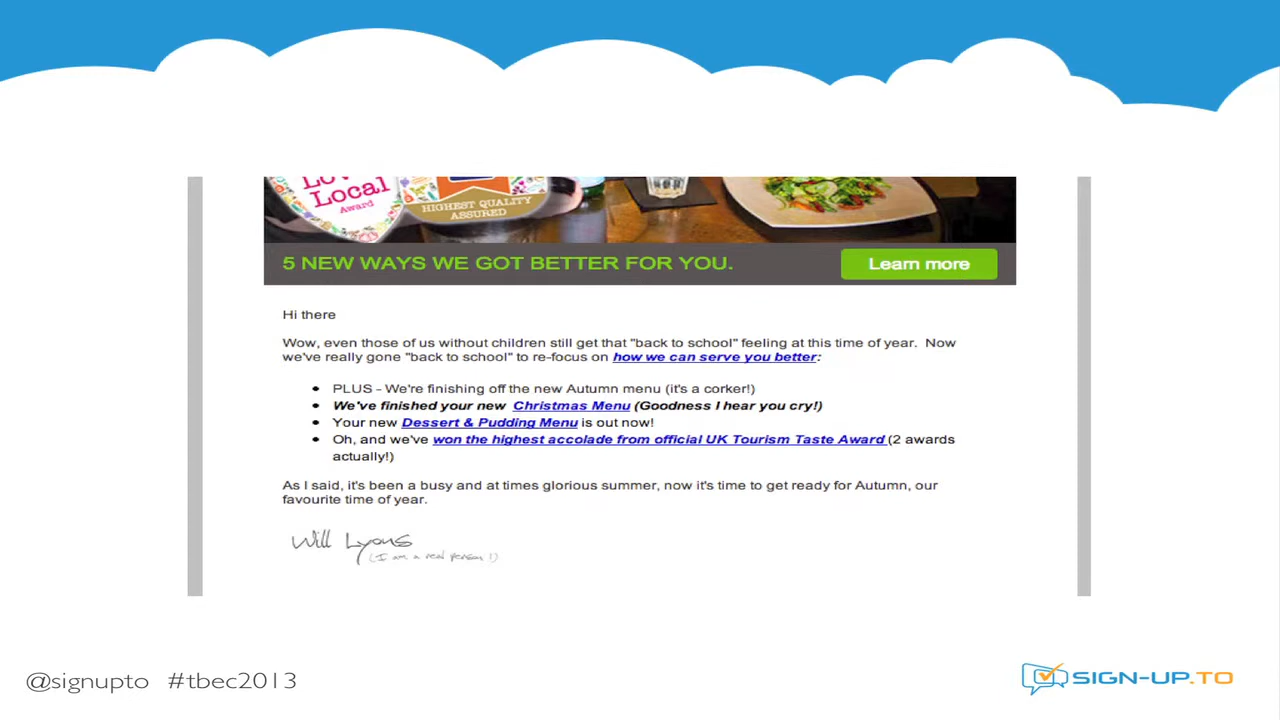 Lo
Local
Award
HIGHEST QUALITY
ASSURED
5 NEW WAYS WE GOT BETTER FOR YOU.
Learn more
Hi there
Wow, even those of us without children still get that "back to school" feeling at this time of year. Now
we've really gone "back to school" to re-focus on how we can serve you better:
• PLUS - We're finishing off the new Autumn menu (it's a corker!)
• We've finished your new Christmas Menu (Goodness I hear you cry!)
• Your new Dessert & Pudding Menu is out now!
• Oh, and we've won the highest accolade from official UK Tourism Taste Award (2 awards
actually!)
As I said, it's been a busy and at times glorious summer, now it's time to get ready for Autumn, our
favourite time of year.
Will Lyons
(I am a real person!)
@signupto #tbec2013
SIGN-UP.TO